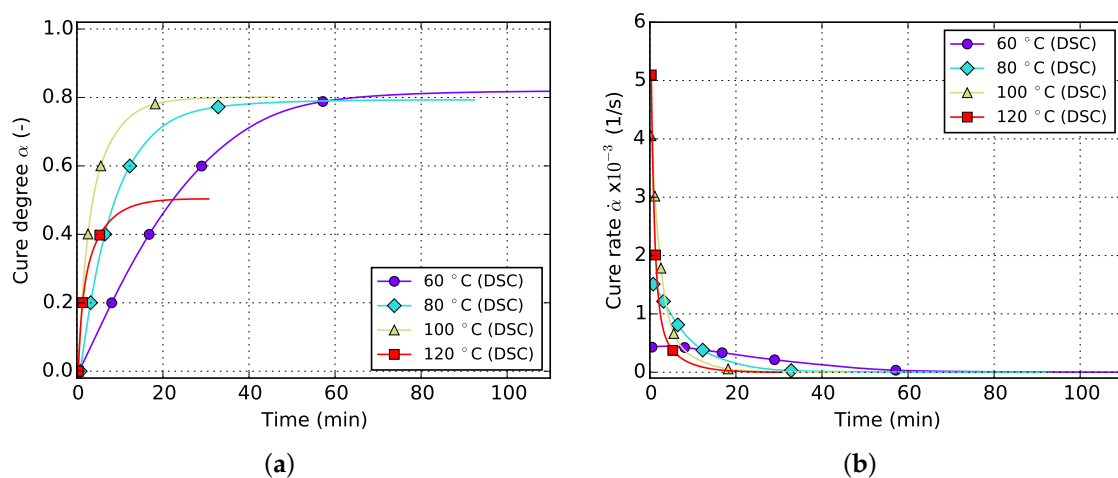 1.0
0.8
0.6
0.4
0.2
0.0
Cure degree α (-)
0 20 40 60 80 100
Time (min)
60 °C (DSC)
80 °C (DSC)
100 °C (DSC)
120 °C (DSC)
(a)
6
5
4
3
2
1
0
Cure rate α̇ x10⁻³ (1/s)
0 20 40 60 80 100
Time (min)
60 °C (DSC)
80 °C (DSC)
100 °C (DSC)
120 °C (DSC)
(b)